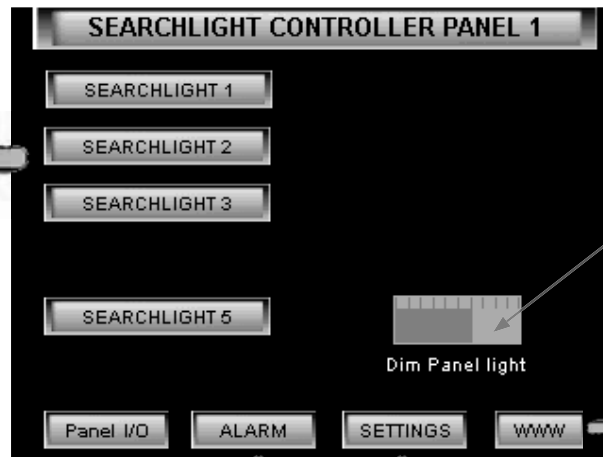 SEARCHLIGHT CONTROLLER PANEL 1
SEARCHLIGHT 1
SEARCHLIGHT 2
SEARCHLIGHT 3
SEARCHLIGHT 5
Dim Panel light
Panel I/O ALARM SETTINGS WWW